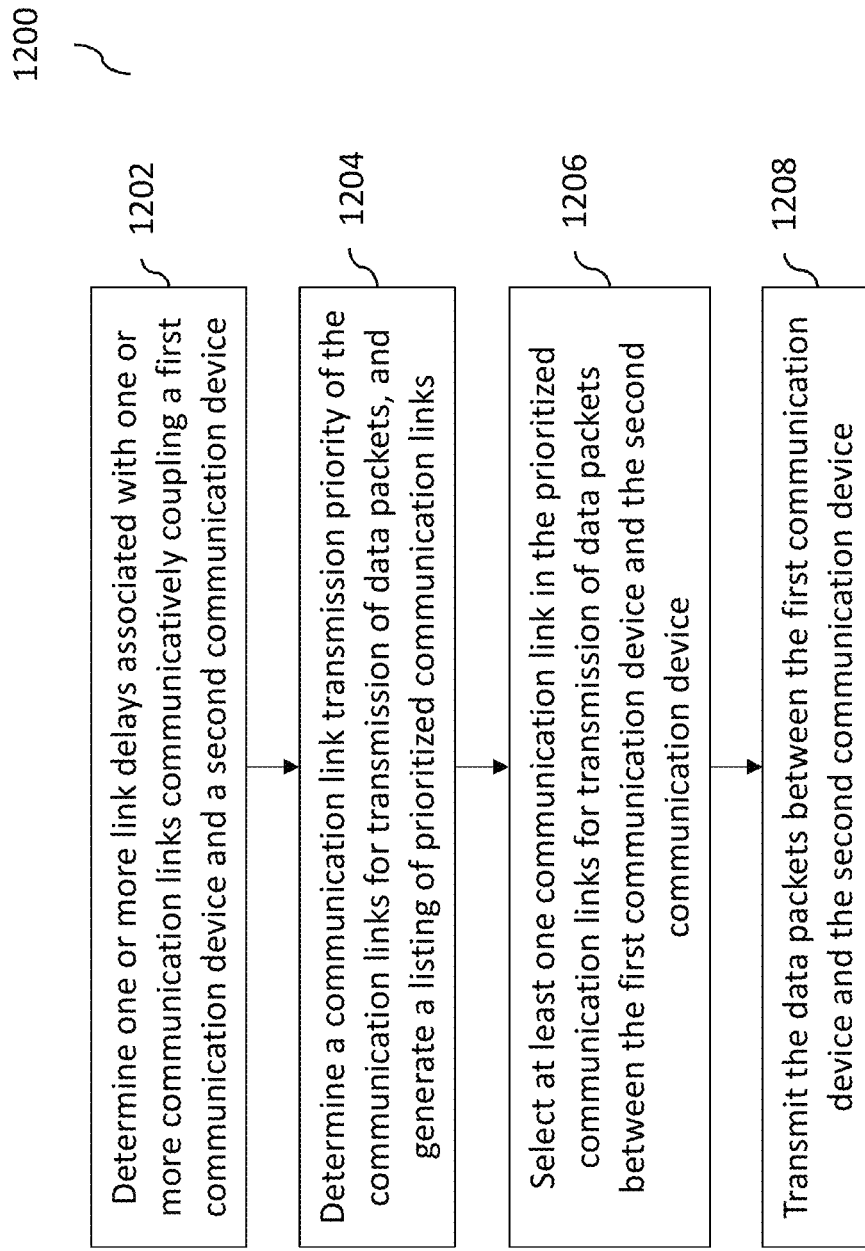 1200
1202
Determine one or more link delays associated with one or
more communication links communicatively coupling a first
communication device and a second communication device
1204
Determine a communication link transmission priority of the
communication links for transmission of data packets, and
generate a listing of prioritized communication links
1206
Select at least one communication link in the prioritized
communication links for transmission of data packets
between the first communication device and the second
communication device
1208
Transmit the data packets between the first communication
device and the second communication device